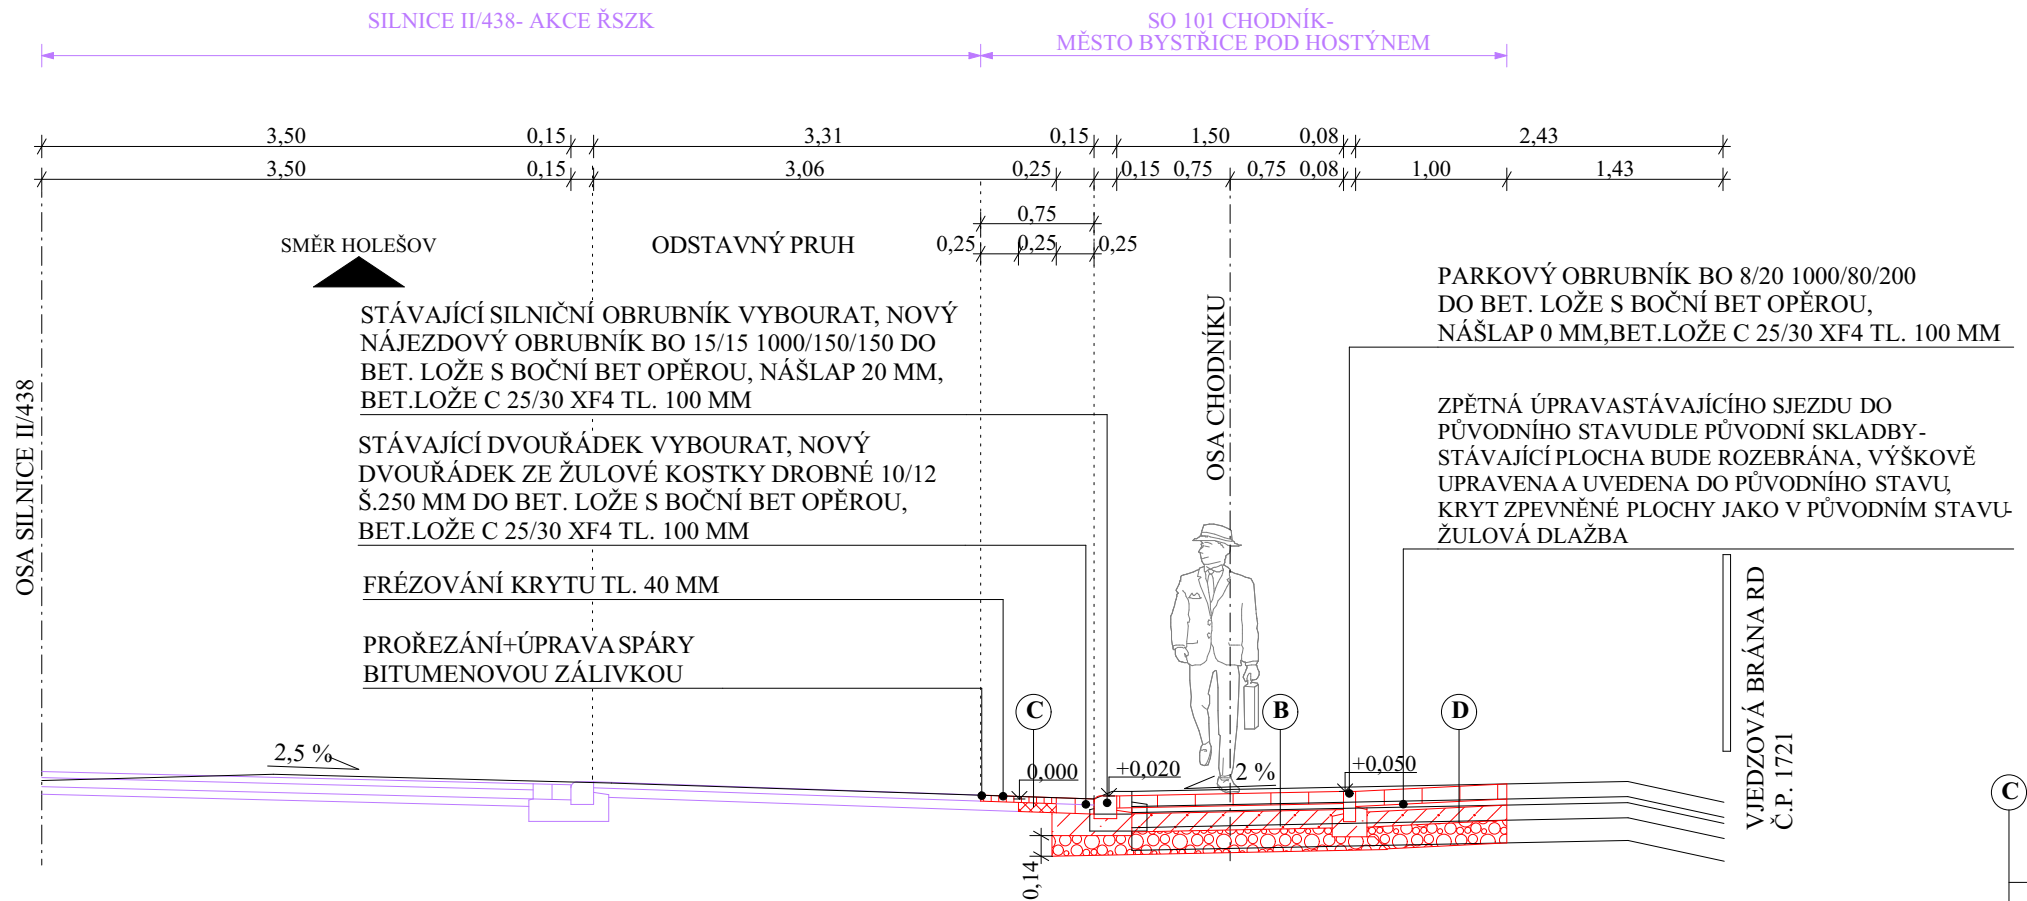 SILNICE II/438- AKCE ŘSZK
SO 101 CHODNÍK-
MĚSTO BYSTŘICE POD HOSTÝNEM
3,50 0,15 3,31 0,15 1,50 0,08 2,43
3,50 0,15 3,06 0,25 0,15 0,75 0,75 0,08 1,00 1,43
0,75
0,25 0,25 0,25
SMĚR HOLEŠOV
ODSTAVNÝ PRUH
STÁVAJÍCÍ SILNIČNÍ OBRUBNÍK VYBOURAT, NOVÝ
NÁJEZDOVÝ OBRUBNÍK BO 15/15 1000/150/150 DO
BET. LOŽE S BOČNÍ BET OPĚROU, NÁŠLAP 20 MM,
BET.LOŽE C 25/30 XF4 TL. 100 MM
STÁVAJÍCÍ DVOUŘÁDEK VYBOURAT, NOVÝ
DVOUŘÁDEK ZE ŽULOVÉ KOSTKY DROBNÉ 10/12
Š.250 MM DO BET. LOŽE S BOČNÍ BET OPĚROU,
BET.LOŽE C 25/30 XF4 TL. 100 MM
FRÉZOVÁNÍ KRYTU TL. 40 MM
PROŘEZÁNÍ+ÚPRAVA SPÁRY
BITUMENOVOU ZÁLIVKOU
PARKOVÝ OBRUBNÍK BO 8/20 1000/80/200
DO BET. LOŽE S BOČNÍ BET OPĚROU,
NÁŠLAP 0 MM,BET.LOŽE C 25/30 XF4 TL. 100 MM
ZPĚTNÁ ÚPRAVA STÁVAJÍCÍHO SJEZDU DO
PŮVODNÍHO STAVU DLE PŮVODNÍ SKLADBY-
STÁVAJÍCÍ PLOCHA BUDE ROZEBRÁNA, VÝŠKOVĚ
UPRAVENA A UVEDENA DO PŮVODNÍHO STAVU,
KRYT ZPEVNĚNÉ PLOCHY JAKO V PŮVODNÍM STAVU-
ŽULOVÁ DLAŽBA
OSA SILNICE II/438
OSA CHODNÍKU
VJEDZOVÁ BRÁNA RD
Č.P. 1721
C B D
C
2,5 %
0,000
+0,020
2 %
+0,050
0,14